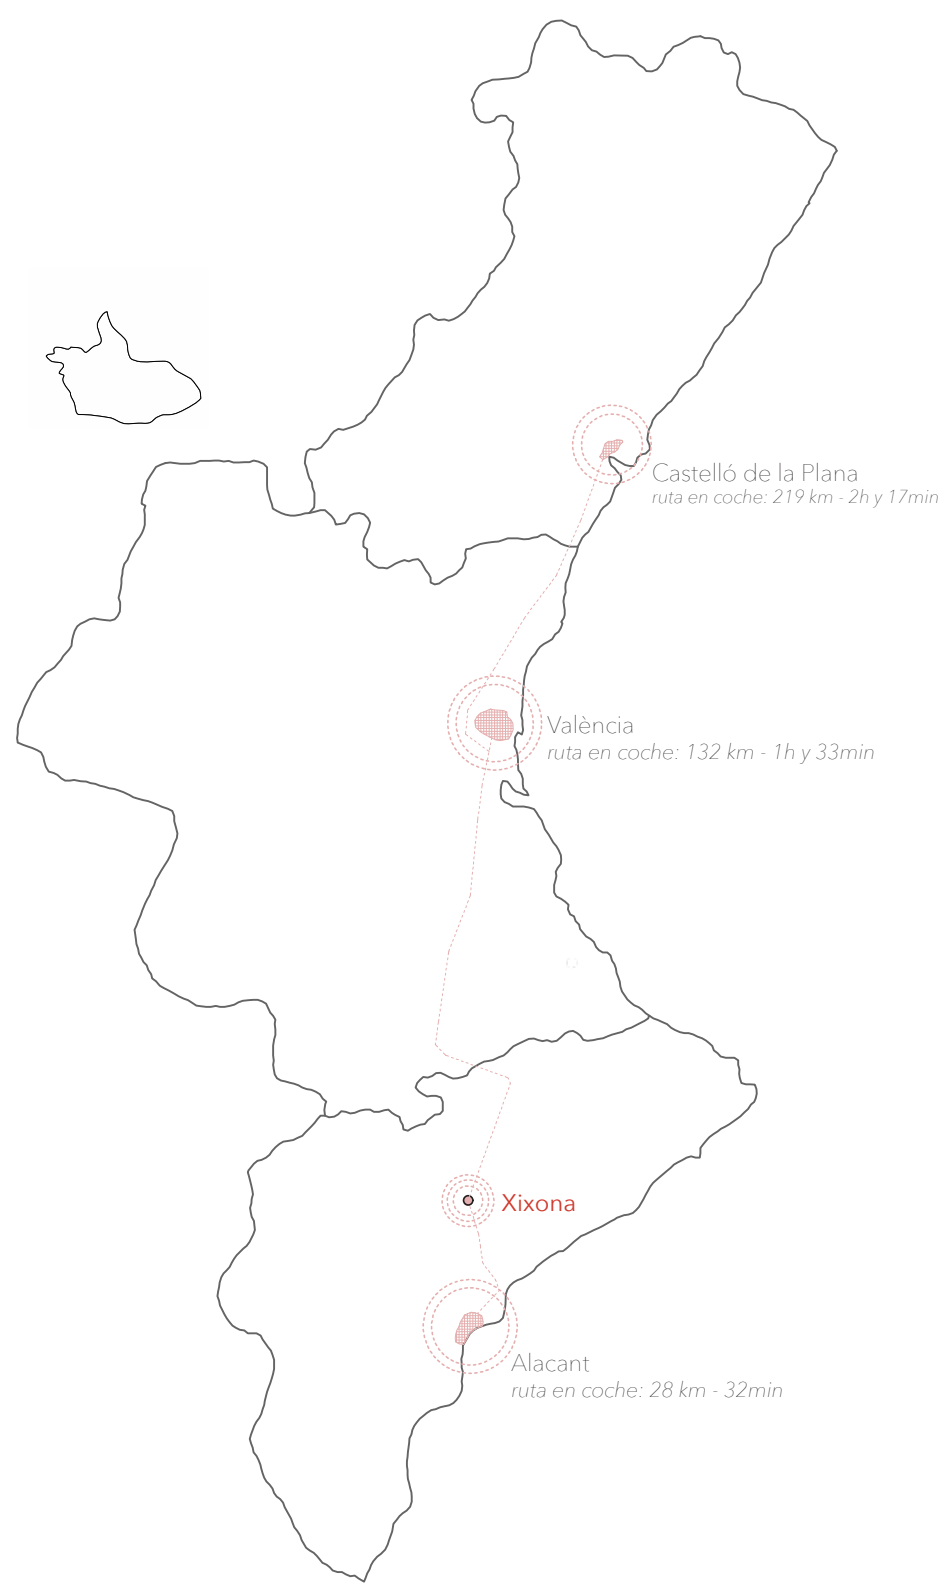 Castelló de la Plana
ruta en coche: 219 km - 2h y 17min
València
ruta en coche: 132 km - 1h y 33min
Xixona
Alacant
ruta en coche: 28 km - 32min